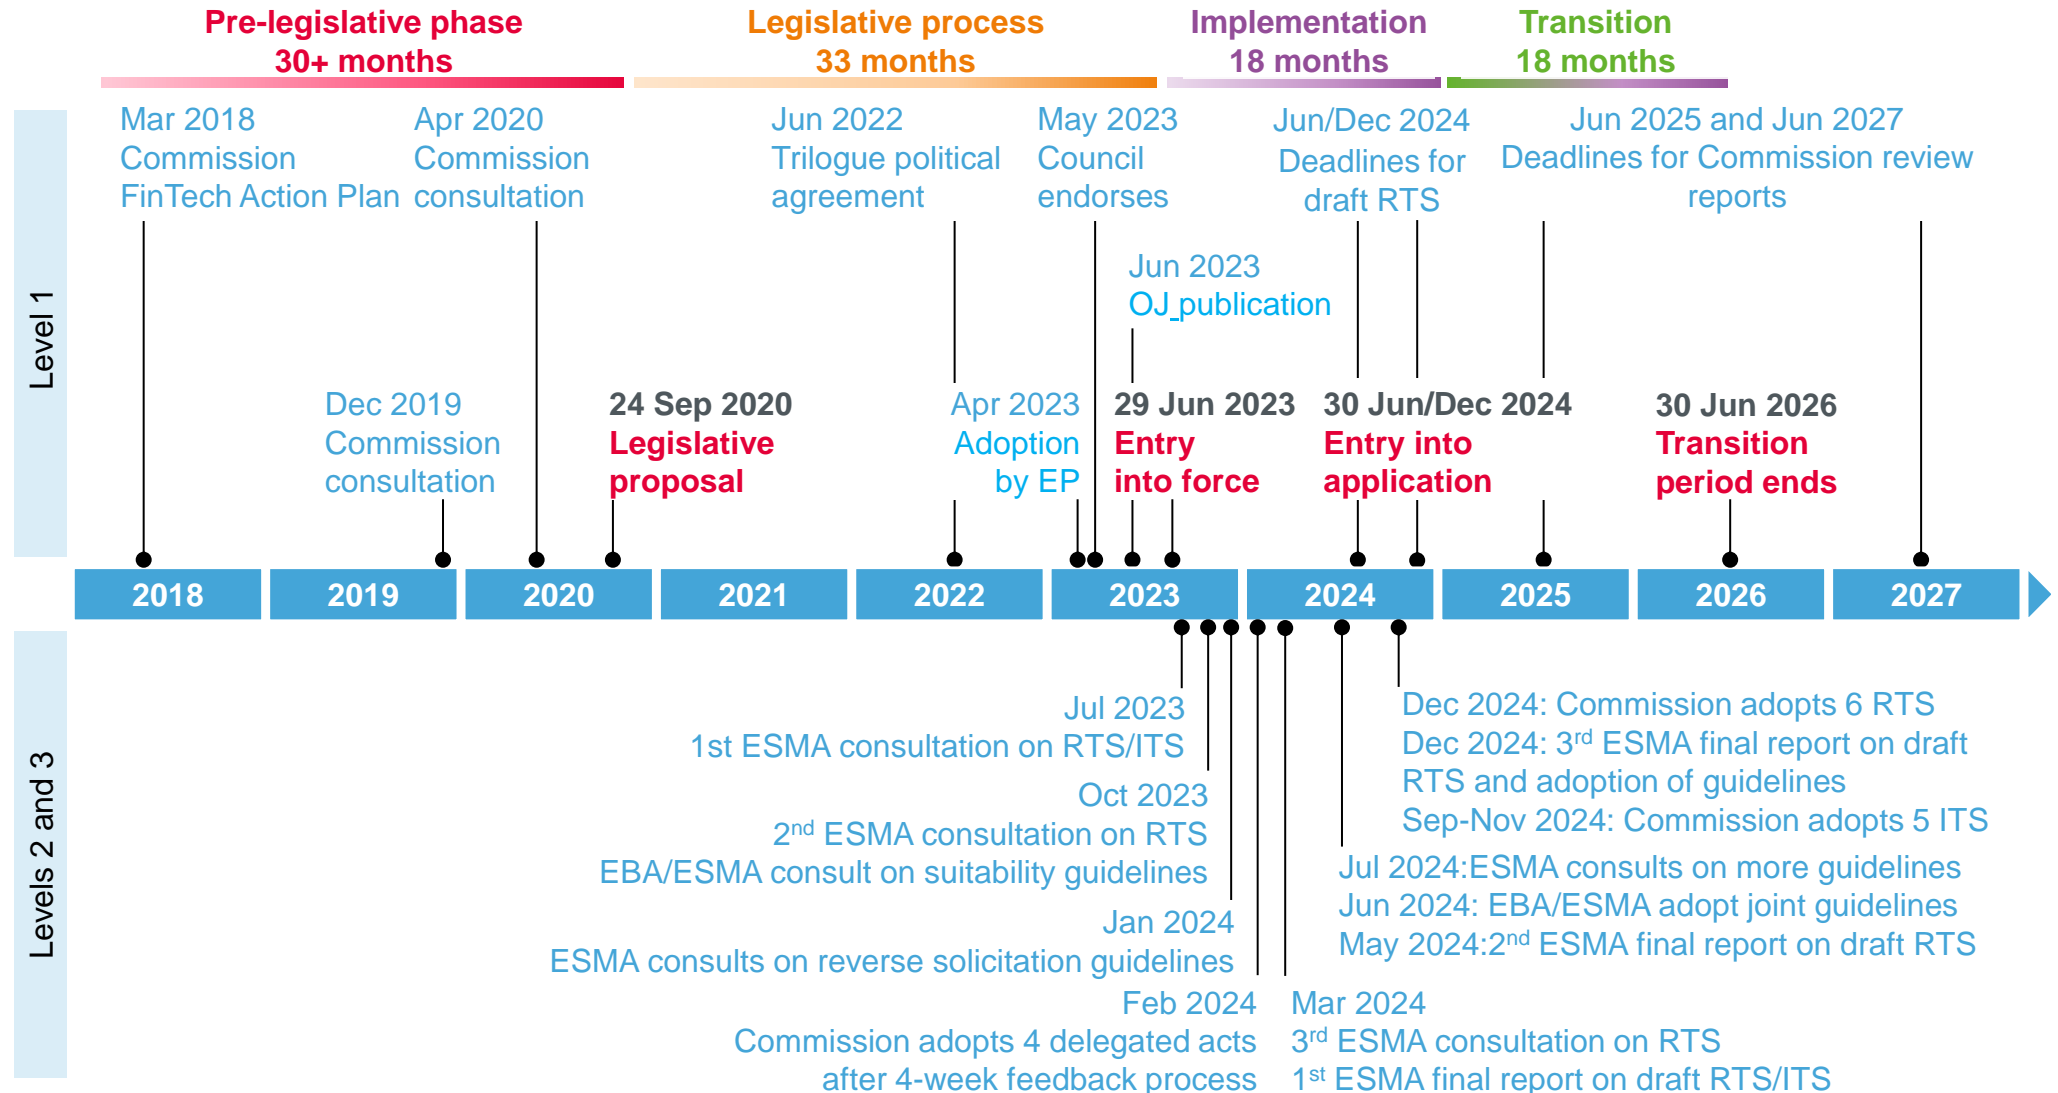 Pre-legislative phase
30+ months
Legislative process
33 months
Implementation
18 months
Transition
18 months
Level 1
Mar 2018
Commission
FinTech Action Plan
Apr 2020
Commission
consultation
Jun 2022
Trilogue political
agreement
May 2023
Council
endorses
Jun/Dec 2024
Deadlines for
draft RTS
Jun 2025 and Jun 2027
Deadlines for Commission review
reports
Jun 2023
OJ publication
Dec 2019
Commission
consultation
24 Sep 2020
Legislative
proposal
Apr 2023
Adoption
by EP
29 Jun 2023
Entry
into force
30 Jun/Dec 2024
Entry into
application
30 Jun 2026
Transition
period ends
2018
2019
2020
2021
2022
2023
2024
2025
2026
2027
Levels 2 and 3
Jul 2023
1st ESMA consultation on RTS/ITS
Oct 2023
2nd ESMA consultation on RTS
EBA/ESMA consult on suitability guidelines
Jan 2024
ESMA consults on reverse solicitation guidelines
Feb 2024
Commission adopts 4 delegated acts
after 4-week feedback process
Mar 2024
3rd ESMA consultation on RTS
1st ESMA final report on draft RTS/ITS
Dec 2024: Commission adopts 6 RTS
Dec 2024: 3rd ESMA final report on draft
RTS and adoption of guidelines
Sep-Nov 2024: Commission adopts 5 ITS
Jul 2024:ESMA consults on more guidelines
Jun 2024: EBA/ESMA adopt joint guidelines
May 2024:2nd ESMA final report on draft RTS